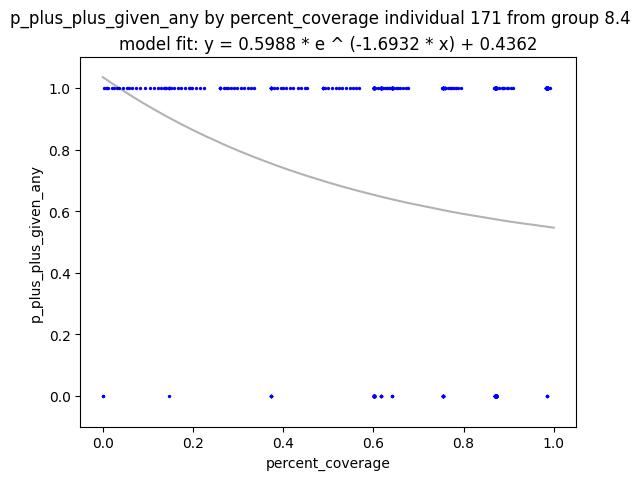 p_plus_plus_given_any by percent_coverage individual 171 from group 8.4
model fit: y = 0.5988 * e ^ (-1.6932 * x) + 0.4362
1.0
0.8
0.6
0.4
0.2
0.0
p_plus_plus_given_any
0.0 0.2 0.4 0.6 0.8 1.0
percent_coverage